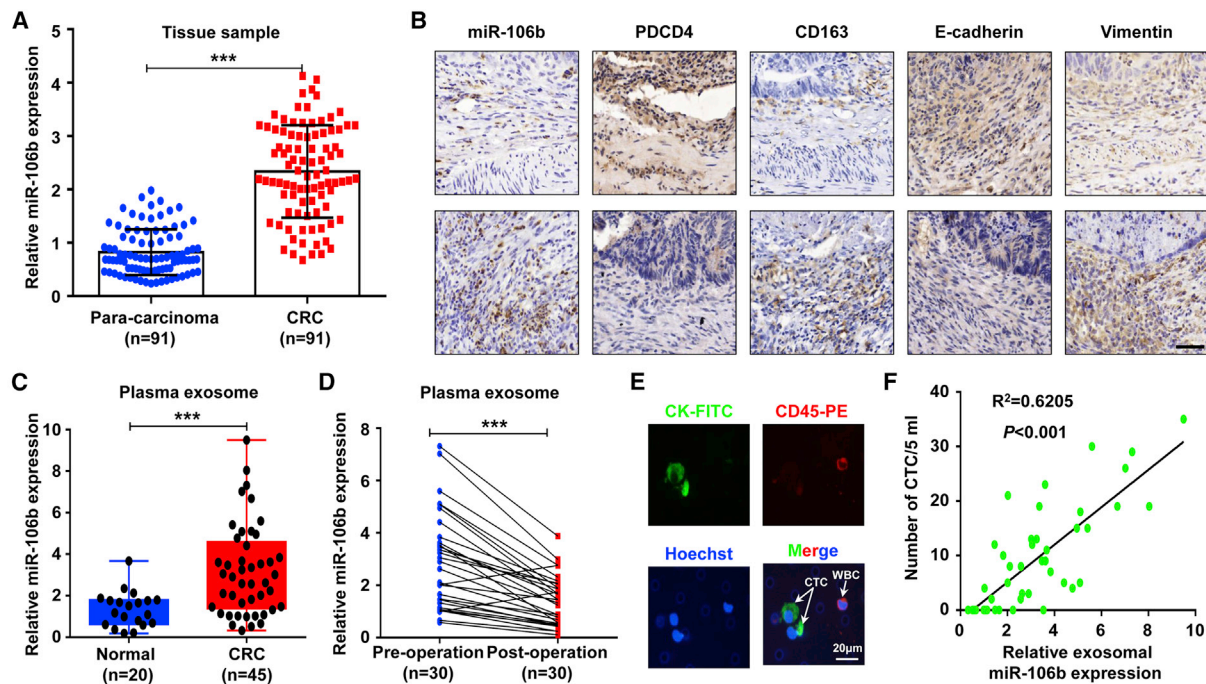 A
Tissue sample
***
Relative miR-106b expression
5
4
3
2
1
0
Para-carcinoma
(n=91)
CRC
(n=91)
B
miR-106b
PDCD4
CD163
E-cadherin
Vimentin
C
Plasma exosome
***
Relative miR-106b expression
10
8
6
4
2
0
Normal
(n=20)
CRC
(n=45)
D
Plasma exosome
***
Relative miR-106b expression
8
6
4
2
0
Pre-operation
(n=30)
Post-operation
(n=30)
E
CK-FITC
CD45-PE
Hoechst
Merge
CTC
WBC
20μm
F
R²=0.6205
P<0.001
Number of CTC/5 ml
40
30
20
10
0
0 2 4 6 8 10
Relative exosomal
miR-106b expression